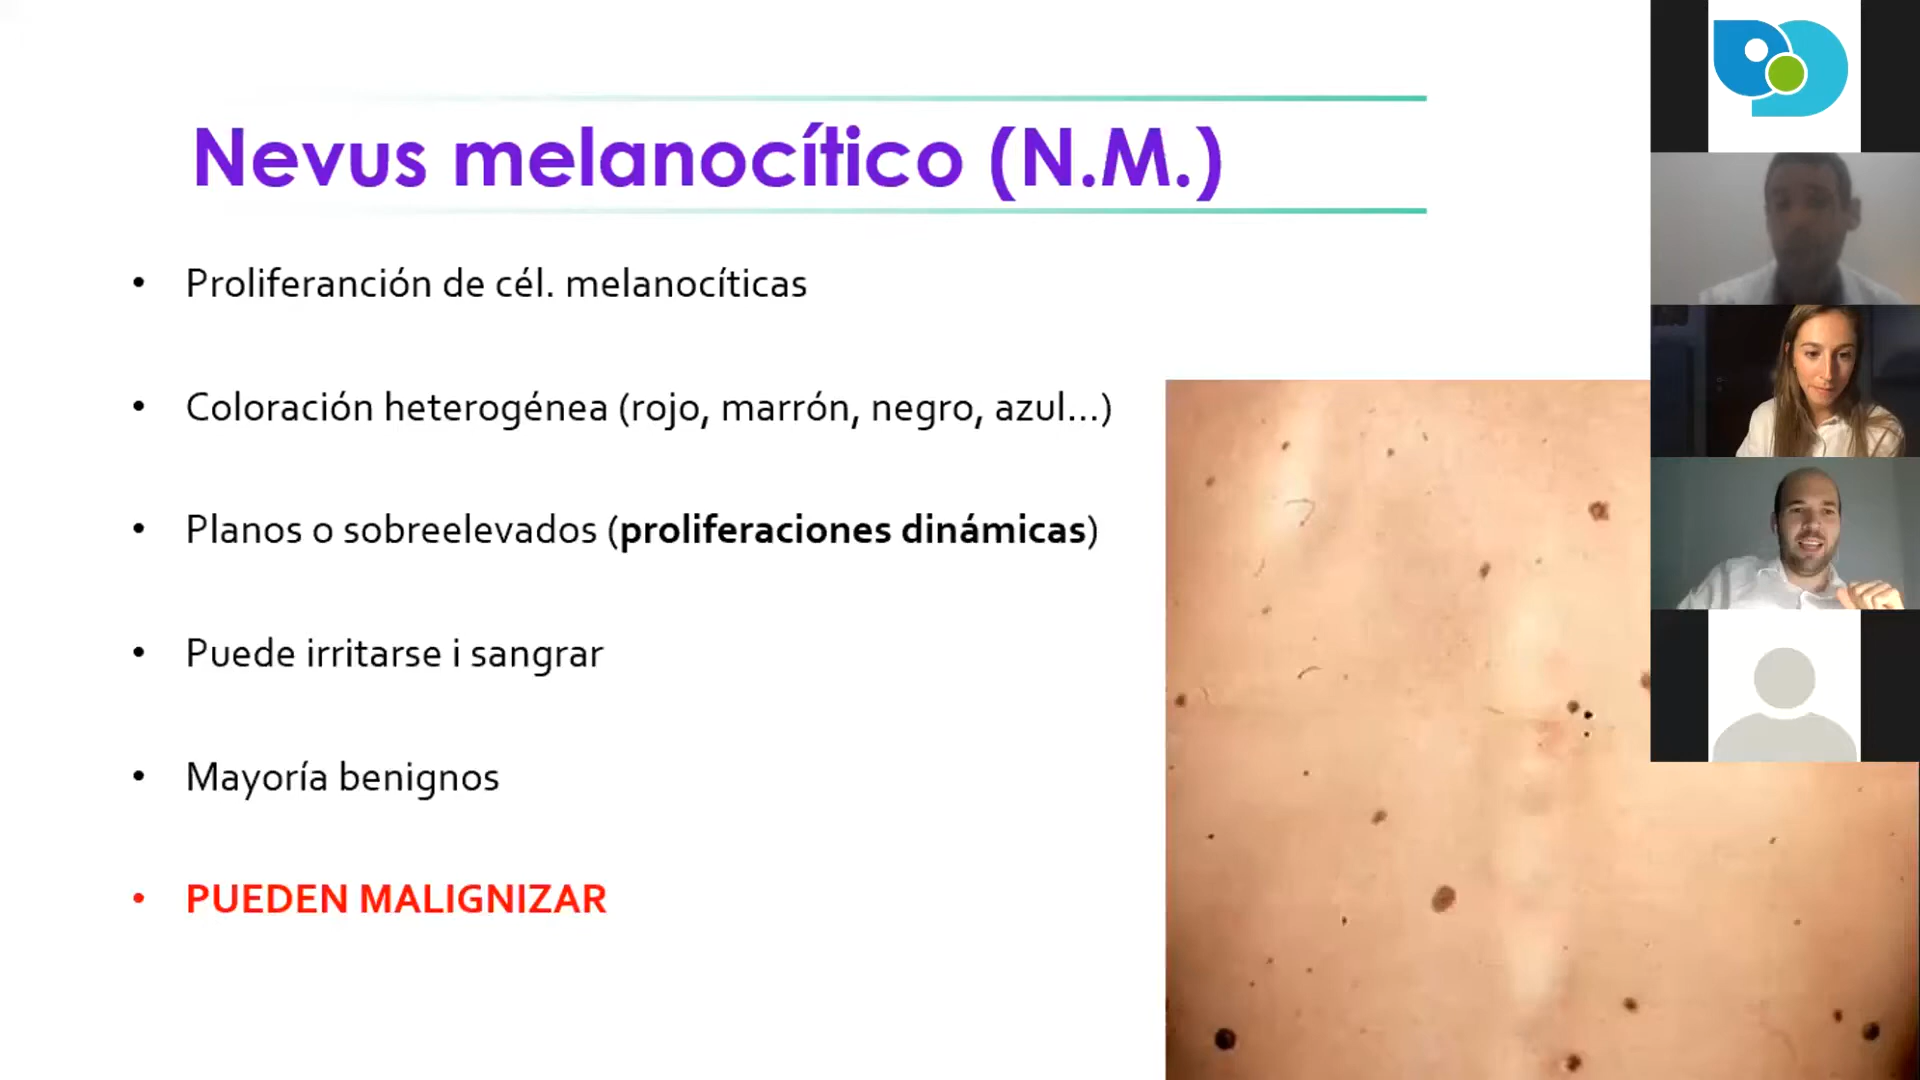 Nevus melanocítico (N.M.)
• Proliferanción de cél. melanocíticas
• Coloración heterogénea (rojo, marrón, negro, azul...)
• Planos o sobreelevados (proliferaciones dinámicas)
• Puede irritarse i sangrar
• Mayoría benignos
• PUEDEN MALIGNIZAR